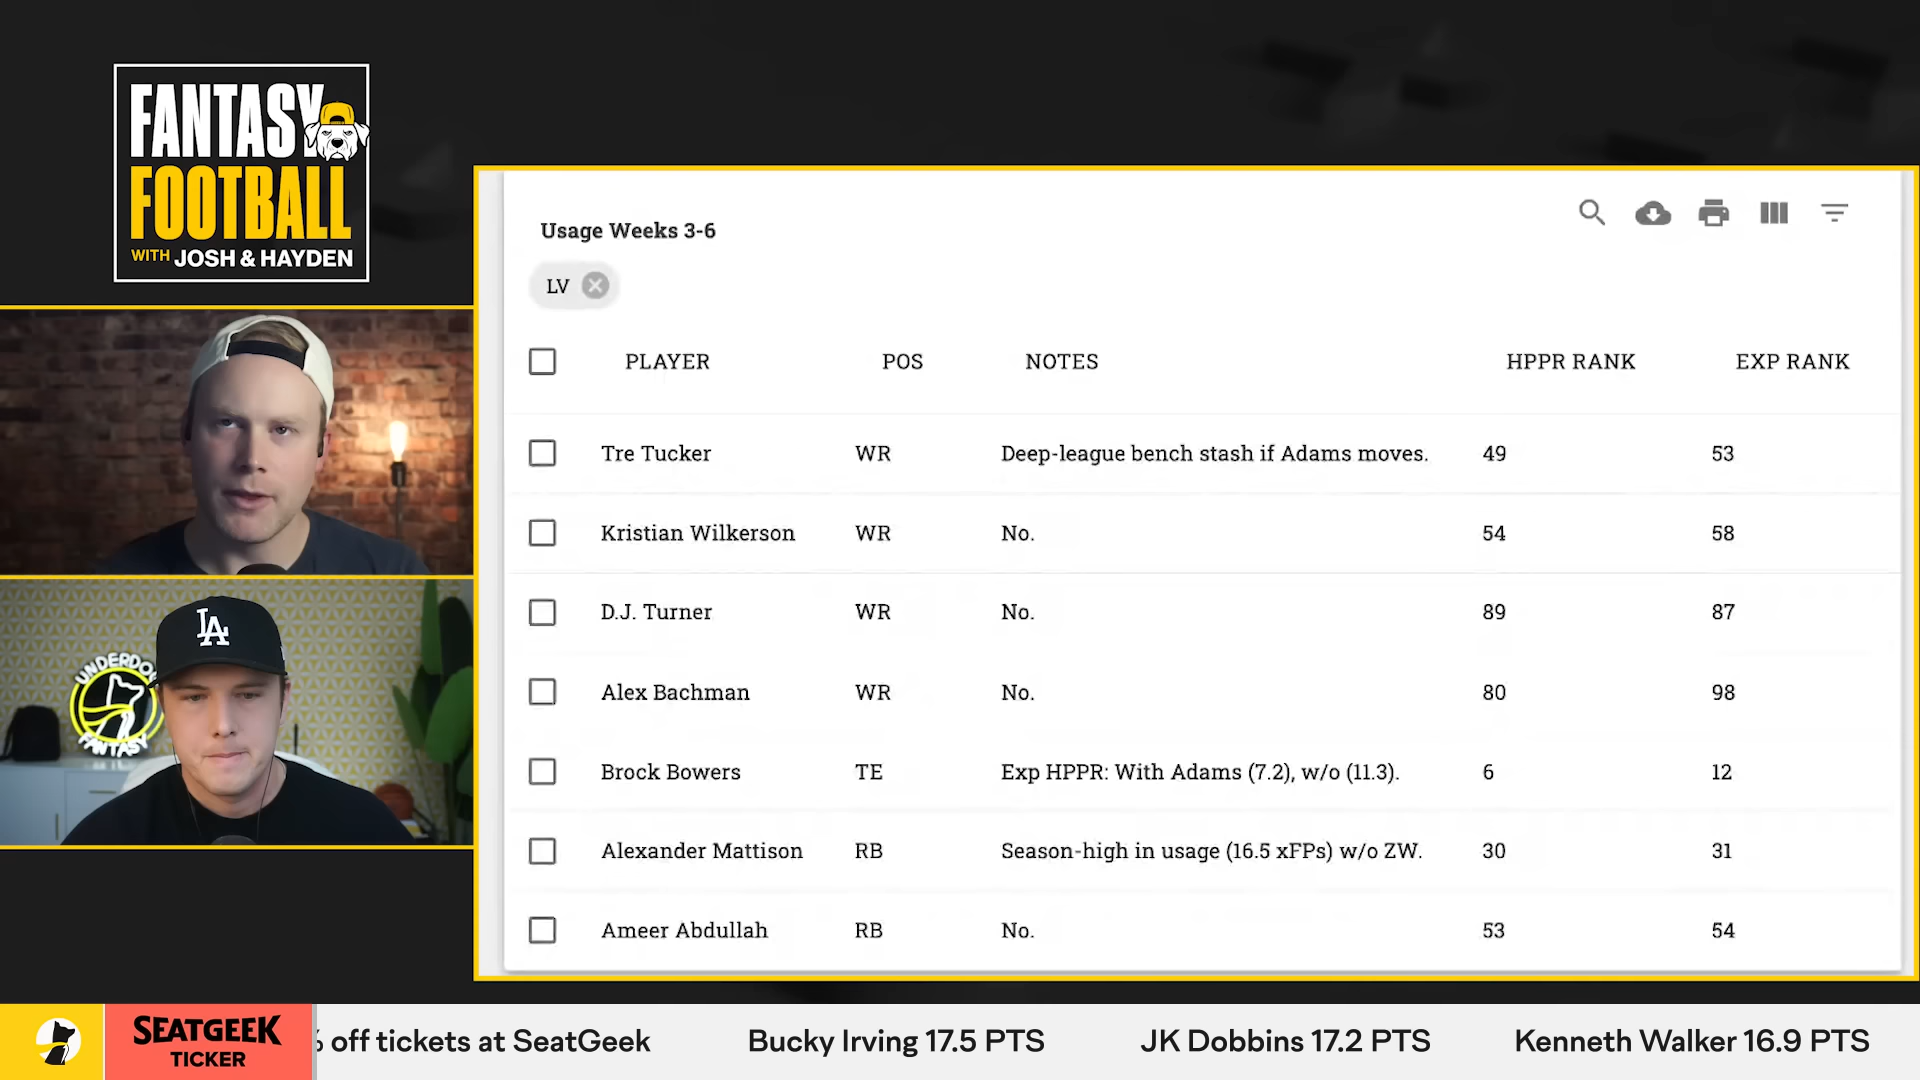 FANTASY
FOOTBALL
WITH JOSH & HAYDEN
Usage Weeks 3-6
LV
PLAYER POS NOTES HPPR RANK EXP RANK
Tre Tucker WR Deep-league bench stash if Adams moves. 49 53
Kristian Wilkerson WR No. 54 58
D.J. Turner WR No. 89 87
Alex Bachman WR No. 80 98
Brock Bowers TE Exp HPPR: With Adams (7.2), w/o (11.3). 6 12
Alexander Mattison RB Season-high in usage (16.5 xFPs) w/o ZW. 30 31
Ameer Abdullah RB No. 53 54
LA
UNDERDO
FANTASY
SEATGEEK
TICKER
% off tickets at SeatGeek Bucky Irving 17.5 PTS JK Dobbins 17.2 PTS Kenneth Walker 16.9 PTS